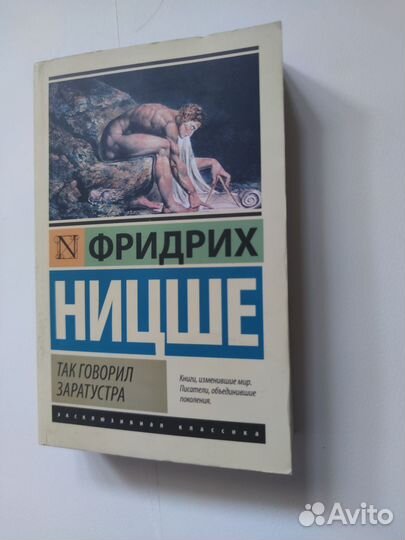 N ФРИДРИХ
НИЦШЕ
ТАК ГОВОРИЛ
ЗАРАТУСТРА
Книги, изменившие мир.
Писатели, объединившие
поколения.
эксклюзивная классика
Avito